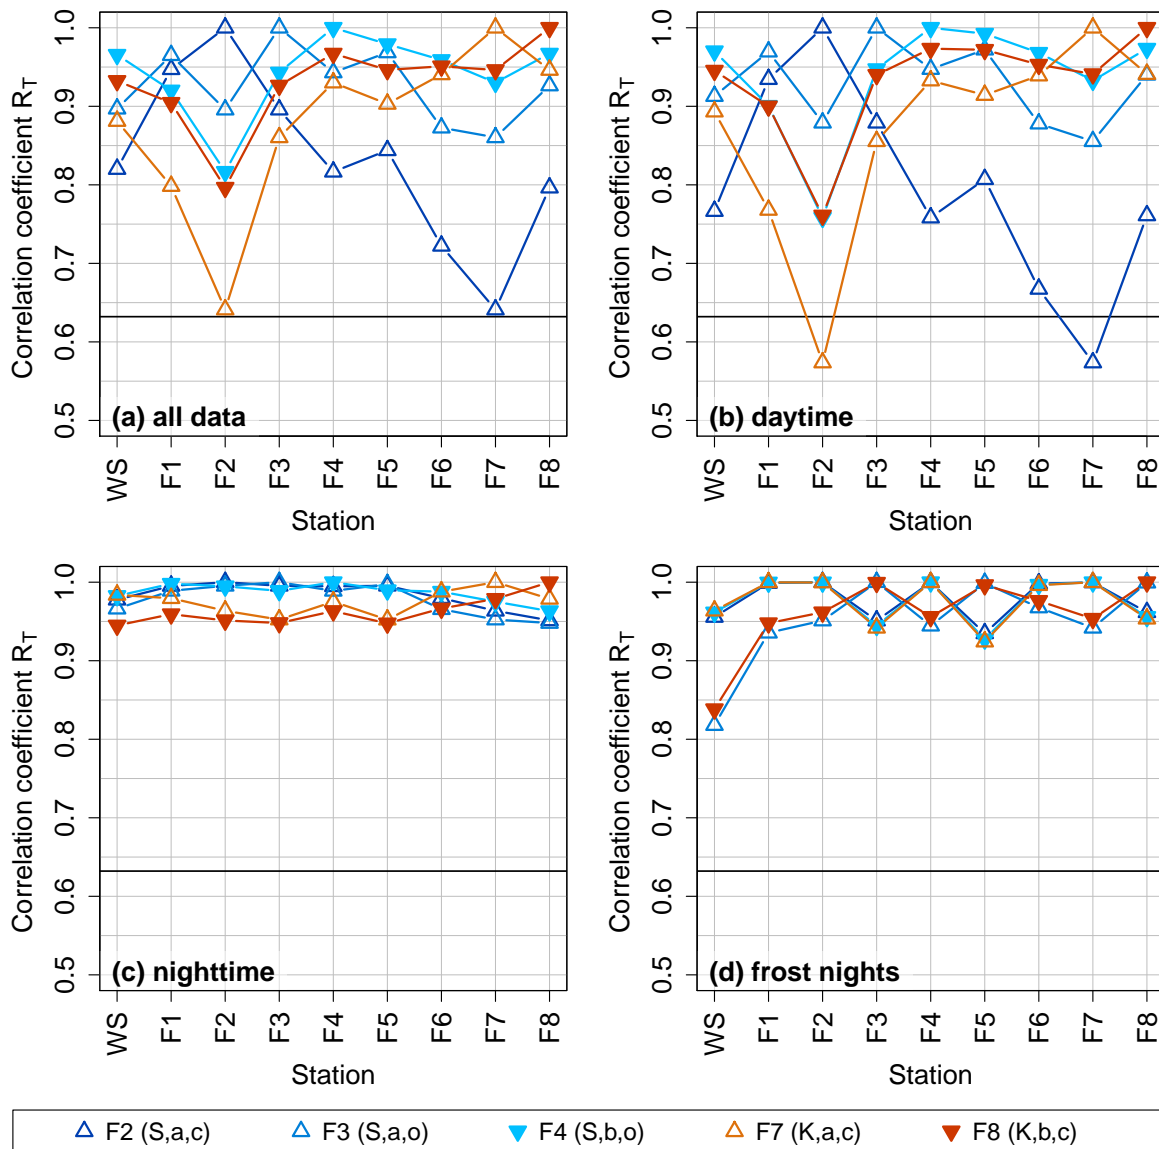 Correlation coefficient R_T
1.0
0.9
0.8
0.7
0.6
0.5
(a) all data
WS F1 F2 F3 F4 F5 F6 F7 F8
Station
Correlation coefficient R_T
1.0
0.9
0.8
0.7
0.6
0.5
(b) daytime
WS F1 F2 F3 F4 F5 F6 F7 F8
Station
Correlation coefficient R_T
1.0
0.9
0.8
0.7
0.6
0.5
(c) nighttime
WS F1 F2 F3 F4 F5 F6 F7 F8
Station
Correlation coefficient R_T
1.0
0.9
0.8
0.7
0.6
0.5
(d) frost nights
WS F1 F2 F3 F4 F5 F6 F7 F8
Station
F2 (S,a,c) F3 (S,a,o) F4 (S,b,o) F7 (K,a,c) F8 (K,b,c)